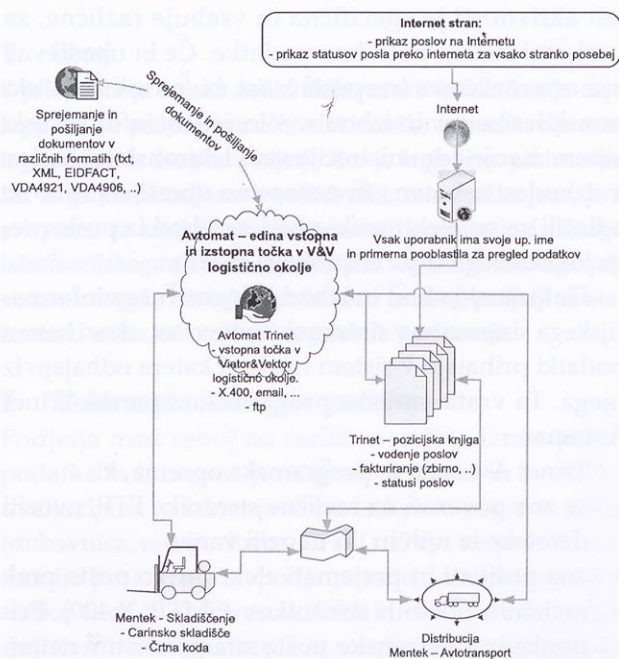 Internet stran:
- prikaz poslov na Internetu
- prikaz statusov posla preko interneta za vsako stranko posebej
Sprejemanje in
pošiljanje
dokumentov v
različnih formatih (txt,
XML, EIDFACT,
VDA4921, VDA4906, ..)
Sprejemanje in pošiljanje
dokumentov
Internet
Vsak uporabnik ima svoje up. ime
in primerna pooblastila za pregled podatkov
Avtomat – edina vstopna
in izstopna točka v V&V
logistično okolje
Avtomat Trinet
- vstopna točka v
Vietor&Vektor
logistično okolje.
- X.400, email, ...
- ftp
Trinet – pozicijska knjiga
- vodenje poslov
- fakturiranje (zbirno, ..)
- statusi poslov
Mentek - Skladiščenje
- Carinsko skladišče
- Črtna koda
Distribucija
Mentek – Avtotransport